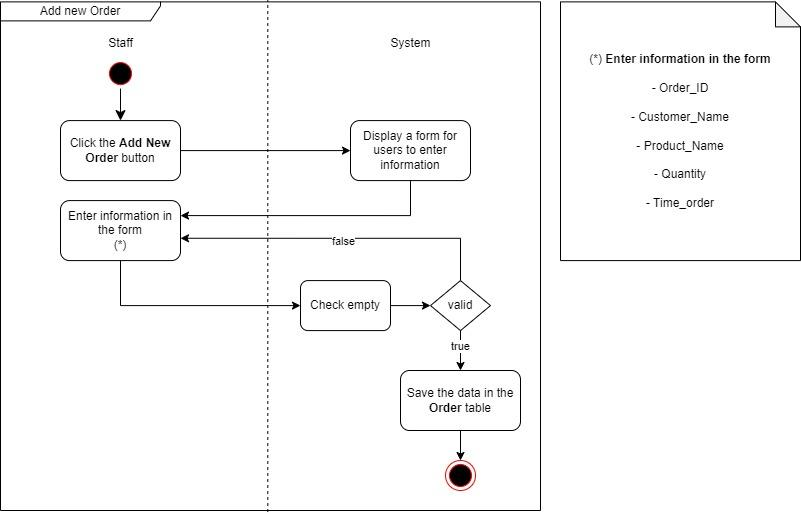 Add new Order
Staff
System
Click the Add New
Order button
Display a form for
users to enter
information
Enter information in
the form
(*)
false
Check empty
valid
true
Save the data in the
Order table
(*) Enter information in the form
- Order_ID
- Customer_Name
- Product_Name
- Quantity
- Time_order